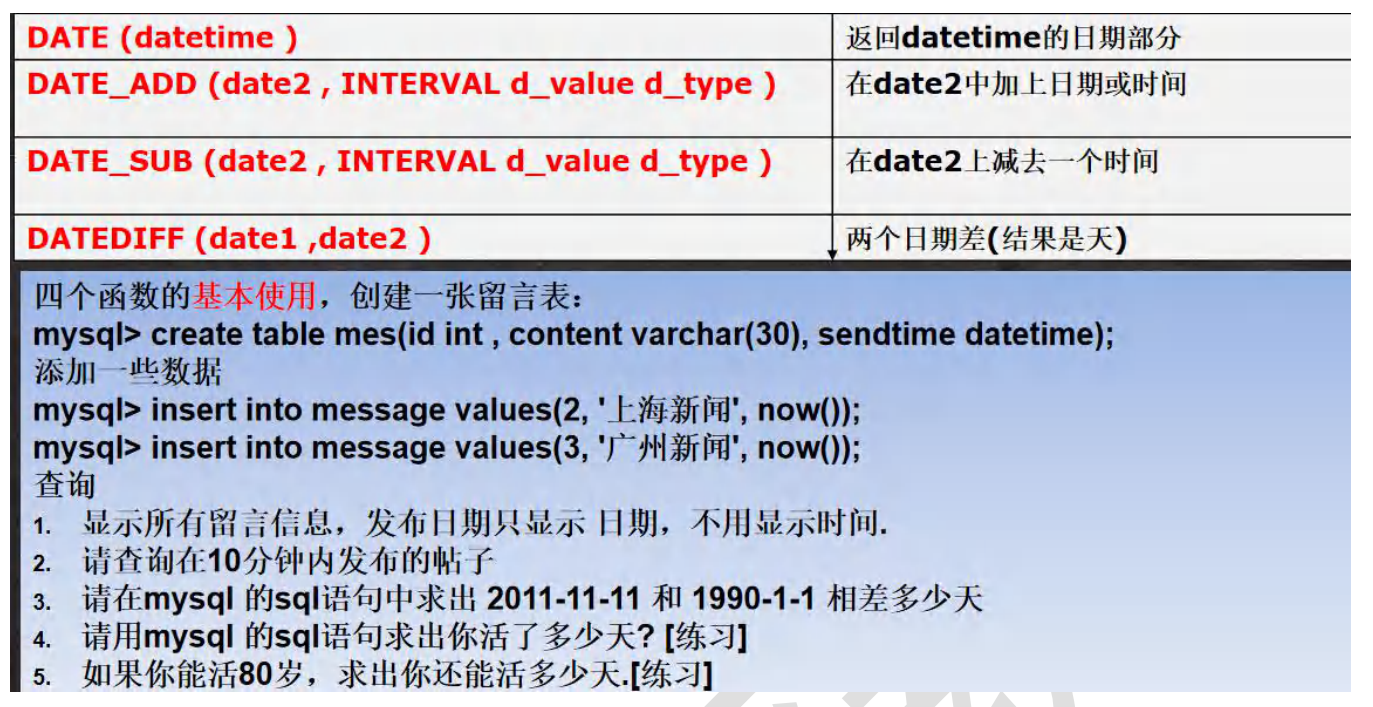 DATE (datetime ) 返回datetime的日期部分
DATE_ADD (date2 , INTERVAL d_value d_type ) 在date2中加上日期或时间
DATE_SUB (date2 , INTERVAL d_value d_type ) 在date2上减去一个时间
DATEDIFF (date1 ,date2 ) 两个日期差(结果是天)
四个函数的基本使用，创建一张留言表：
mysql> create table mes(id int , content varchar(30), sendtime datetime);
添加一些数据
mysql> insert into message values(2, '上海新闻', now());
mysql> insert into message values(3, '广州新闻', now());
查询
1. 显示所有留言信息，发布日期只显示 日期，不用显示时间.
2. 请查询在10分钟内发布的帖子
3. 请在mysql 的sql语句中求出 2011-11-11 和 1990-1-1 相差多少天
4. 请用mysql 的sql语句求出你活了多少天? [练习]
5. 如果你能活80岁，求出你还能活多少天.[练习]